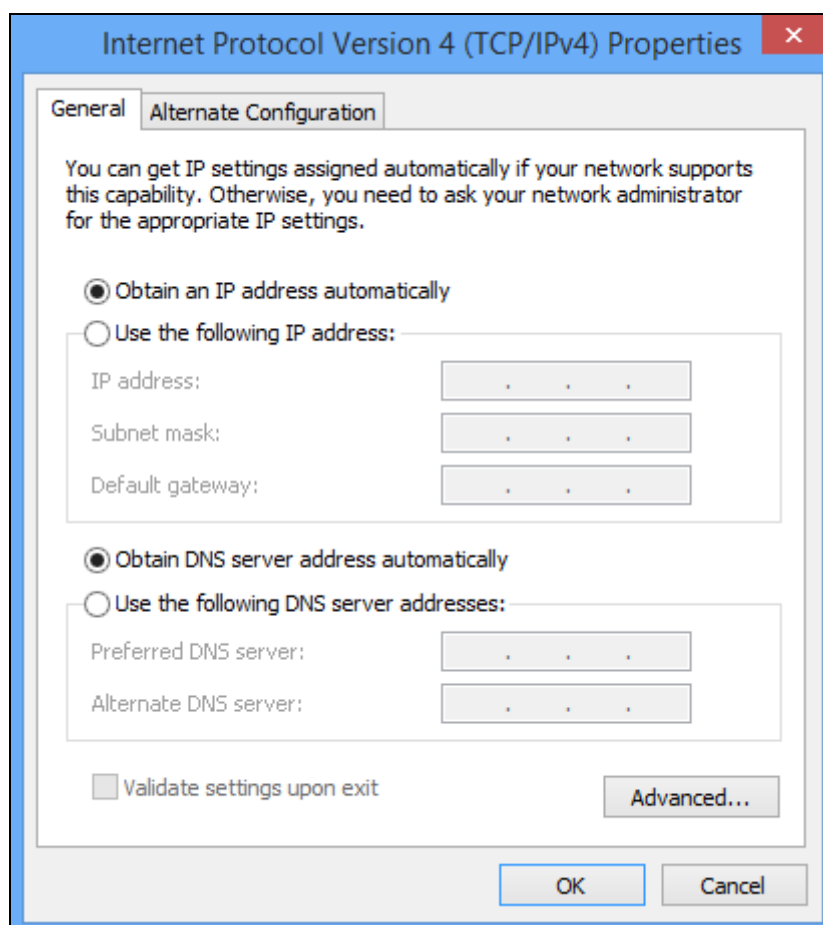 Internet Protocol Version 4 (TCP/IPv4) Properties
General
Alternate Configuration
You can get IP settings assigned automatically if your network supports
this capability. Otherwise, you need to ask your network administrator
for the appropriate IP settings.
Obtain an IP address automatically
Use the following IP address:
IP address:
. . .
Subnet mask:
. . .
Default gateway:
. . .
Obtain DNS server address automatically
Use the following DNS server addresses:
Preferred DNS server:
. . .
Alternate DNS server:
. . .
Validate settings upon exit
Advanced...
OK
Cancel